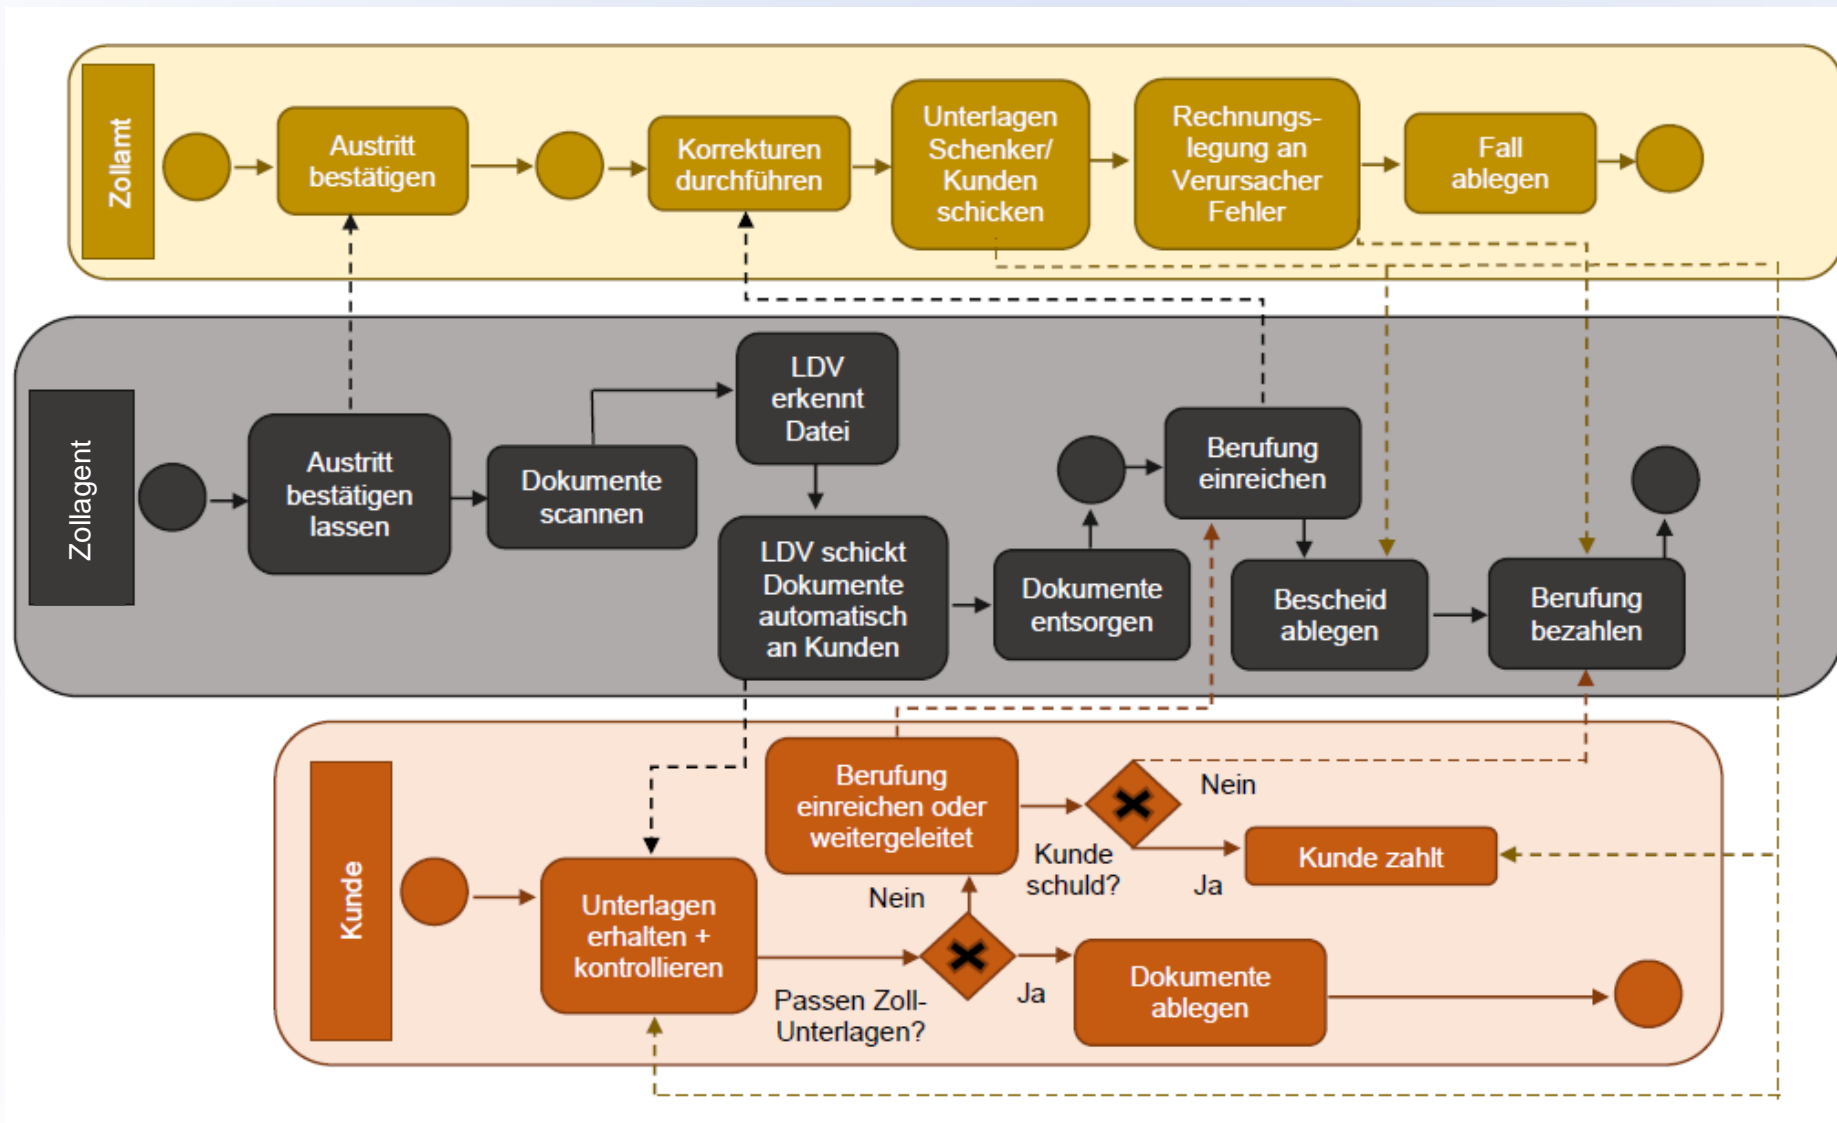 Zollamt
Austritt
bestätigen
Korrekturen
durchführen
Unterlagen
Schenker/
Kunden
schicken
Rechnungs-
legung an
Verursacher
Fehler
Fall
ablegen
Zollagent
Austritt
bestätigen
lassen
Dokumente
scannen
LDV
erkennt
Datei
LDV schickt
Dokumente
automatisch
an Kunden
Dokumente
entsorgen
Berufung
einreichen
Bescheid
ablegen
Berufung
bezahlen
Kunde
Unterlagen
erhalten +
kontrollieren
Passen Zoll-
Unterlagen?
Nein
Ja
Berufung
einreichen oder
weitergeleitet
Kunde
schuld?
Nein
Ja
Kunde zahlt
Dokumente
ablegen